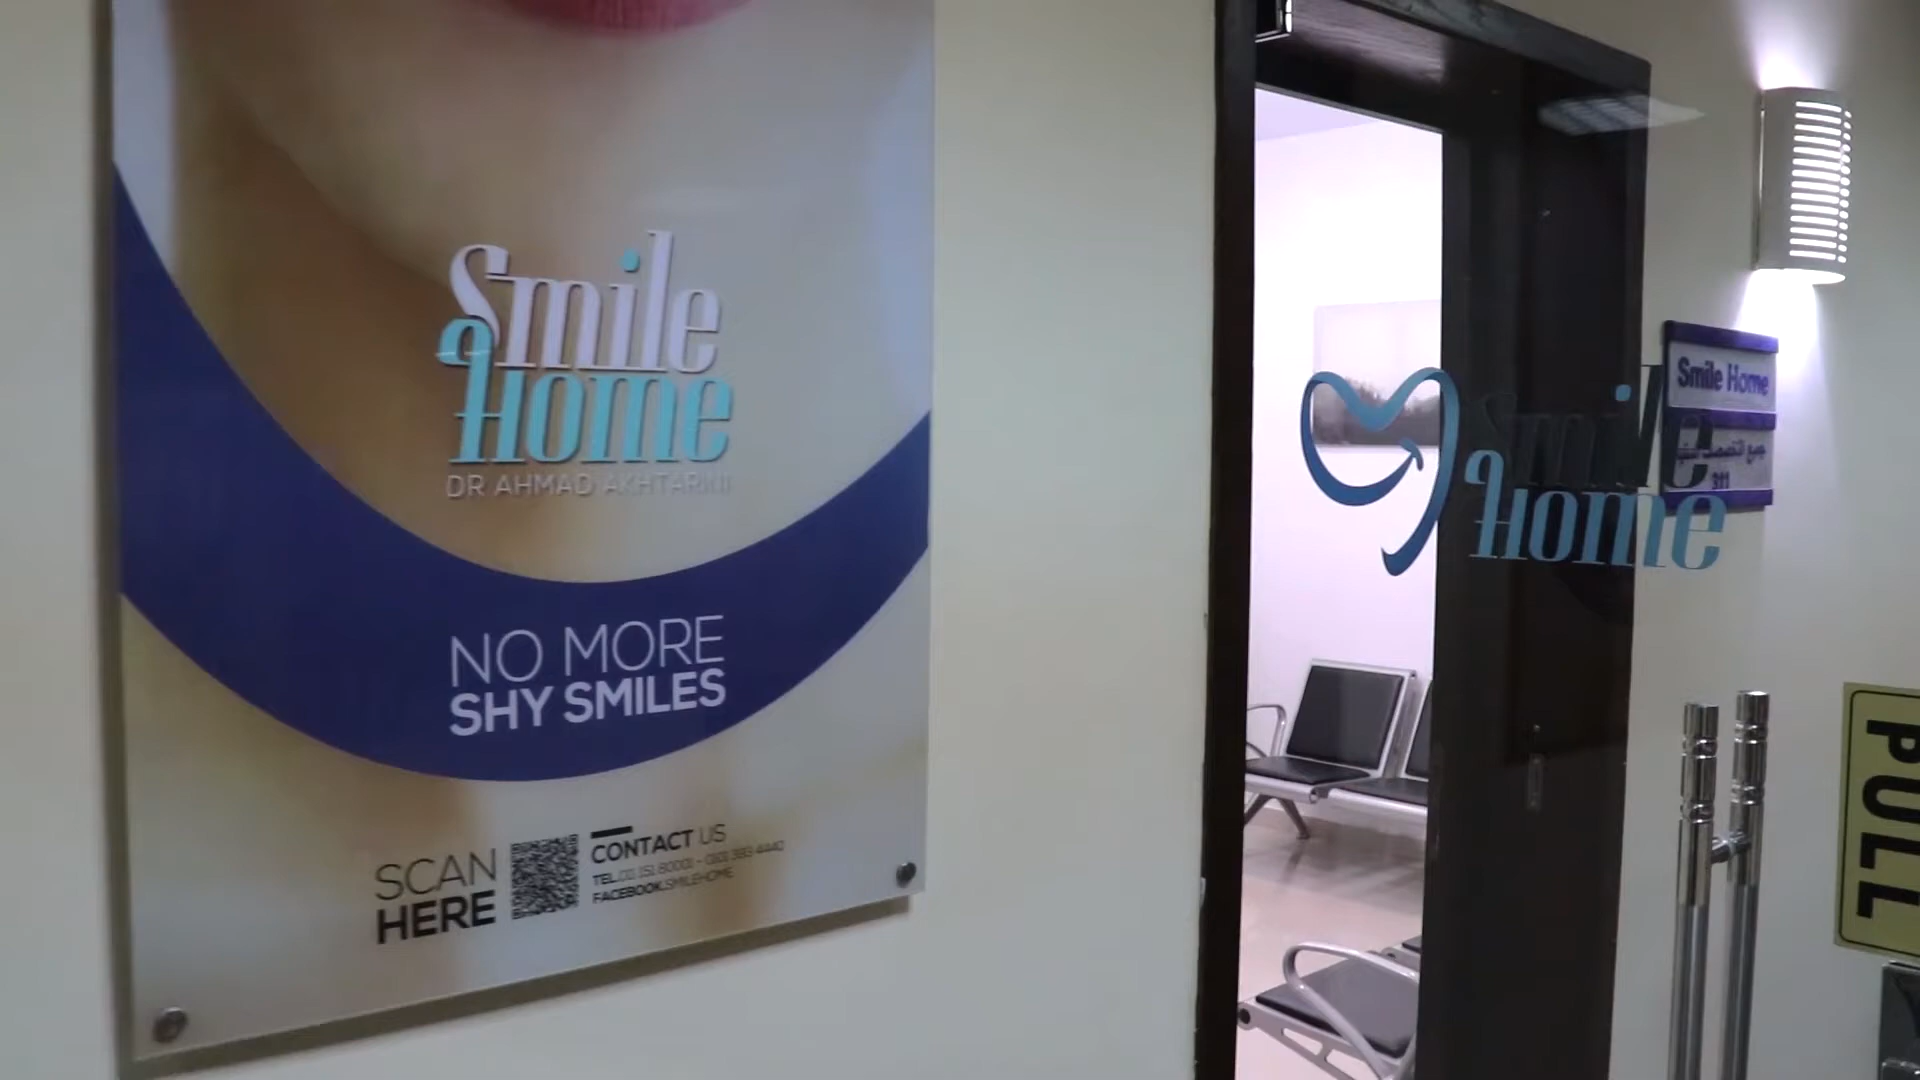 Smile
Home
DR AHMAD AKHTARINI
NO MORE
SHY SMILES
SCAN
HERE
CONTACT US
FACEBOOK.SMILEHOME
Smile
Home
Smile Home
311
PULL